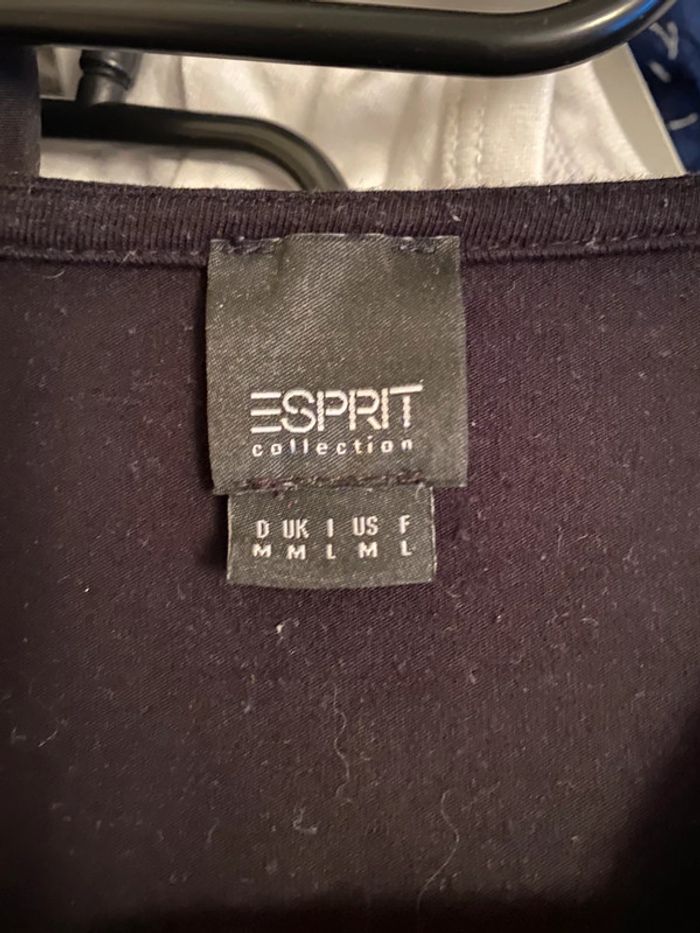 ESPRIT
collection
D UK I US F
M M L M L